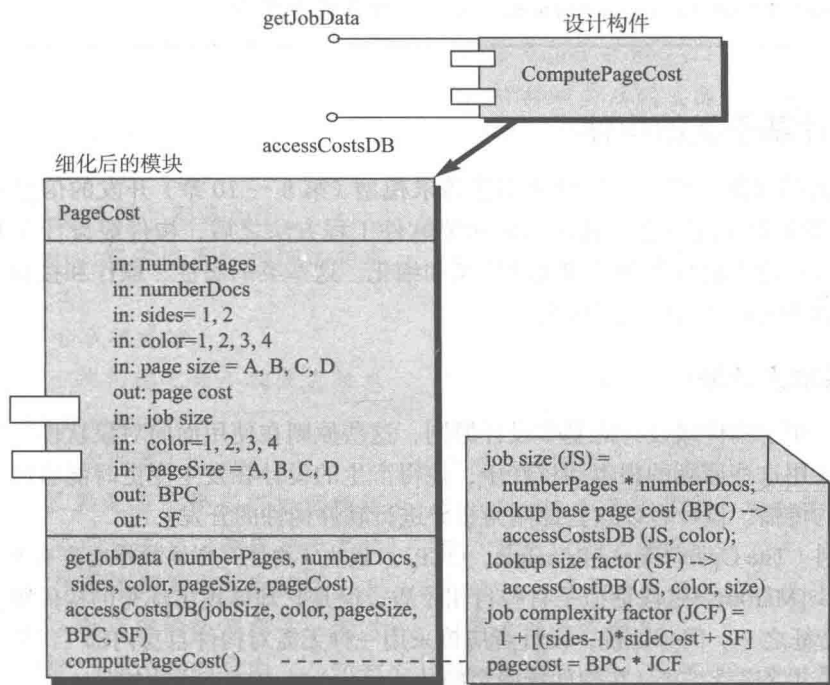 getJobData
设计构件
ComputePageCost
accessCostsDB
细化后的模块
PageCost
in: numberPages
in: numberDocs
in: sides= 1, 2
in: color=1, 2, 3, 4
in: page size = A, B, C, D
out: page cost
in: job size
in: color=1, 2, 3, 4
in: pageSize = A, B, C, D
out: BPC
out: SF
getJobData (numberPages, numberDocs,
sides, color, pageSize, pageCost)
accessCostsDB(jobSize, color, pageSize,
BPC, SF)
computePageCost( )
job size (JS) =
numberPages * numberDocs;
lookup base page cost (BPC) -->
accessCostsDB (JS, color);
lookup size factor (SF) -->
accessCostDB (JS, color, size)
job complexity factor (JCF) =
1 + [(sides-1)*sideCost + SF]
pagecost = BPC * JCF